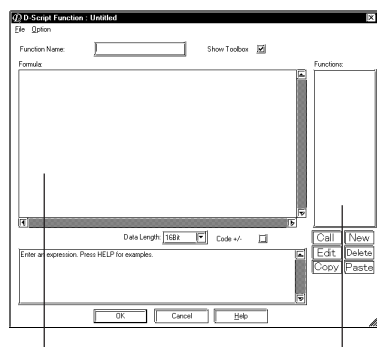 D-Script Function : Untitled
File Option
Function Name: Show Toolbox
Formula: Functions:
Data Length: 16Bit Code +/-
Call New
Enter an expression. Press HELP for examples.
Edit Delete
Copy Paste
OK Cancel Help